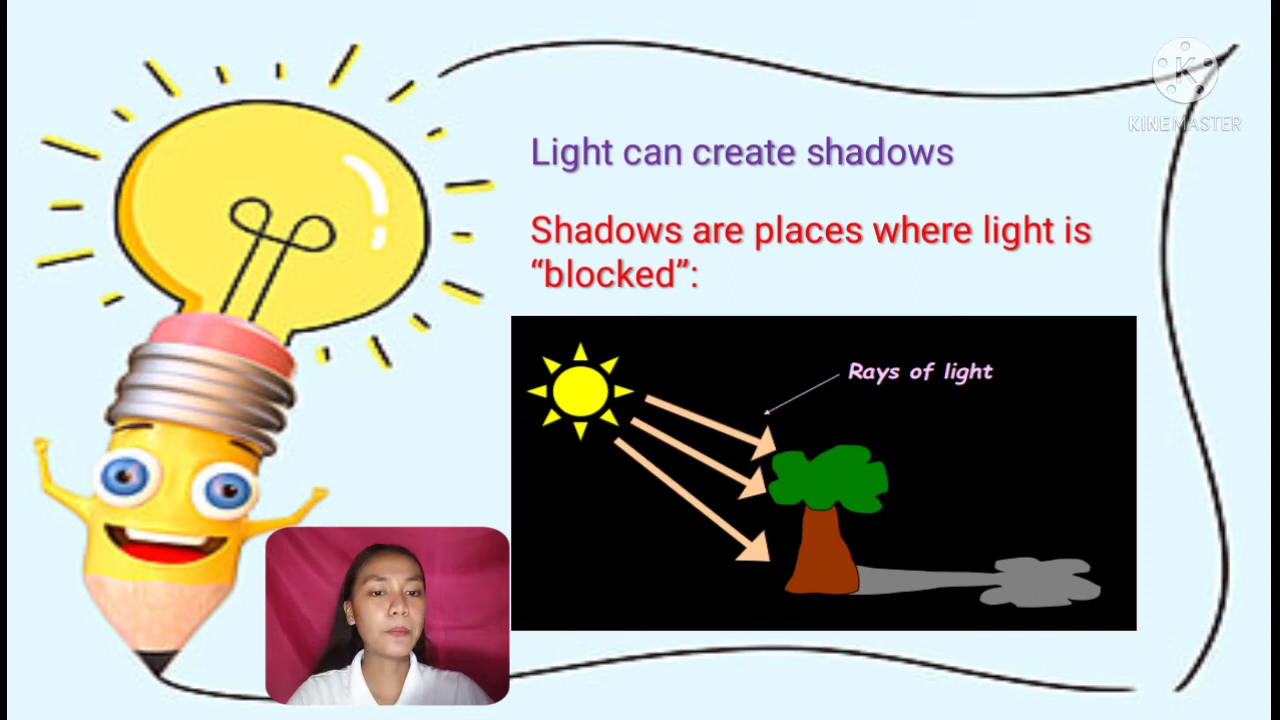 K
KINEMASTER
Light can create shadows
Shadows are places where light is
“blocked”:
Rays of light